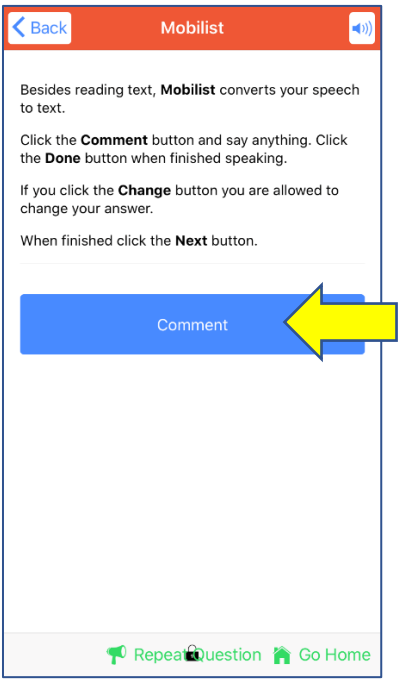 Back
Mobilist
Besides reading text, Mobilist converts your speech
to text.
Click the Comment button and say anything. Click
the Done button when finished speaking.
If you click the Change button you are allowed to
change your answer.
When finished click the Next button.
Comment
Repeat Question
Go Home